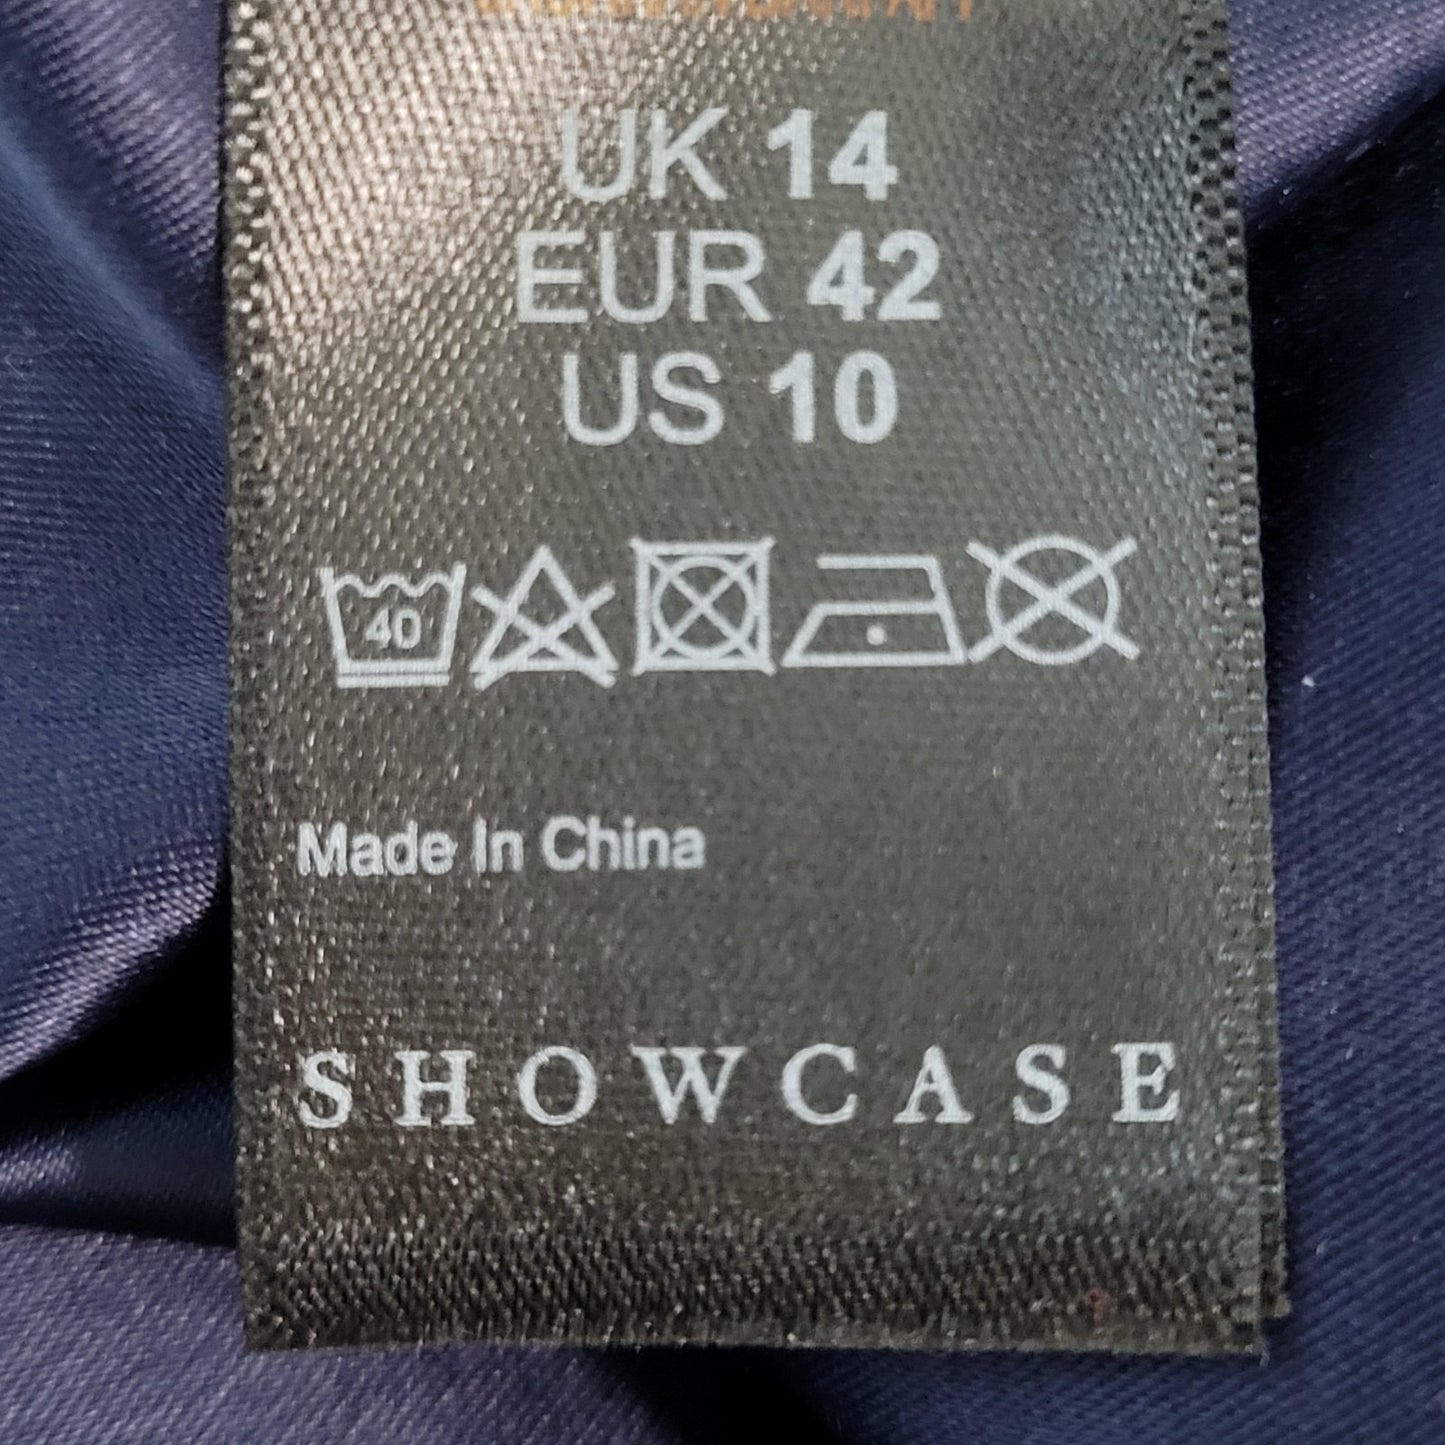 UK 14
EUR 42
US 10
40
Made In China
SHOWCASE